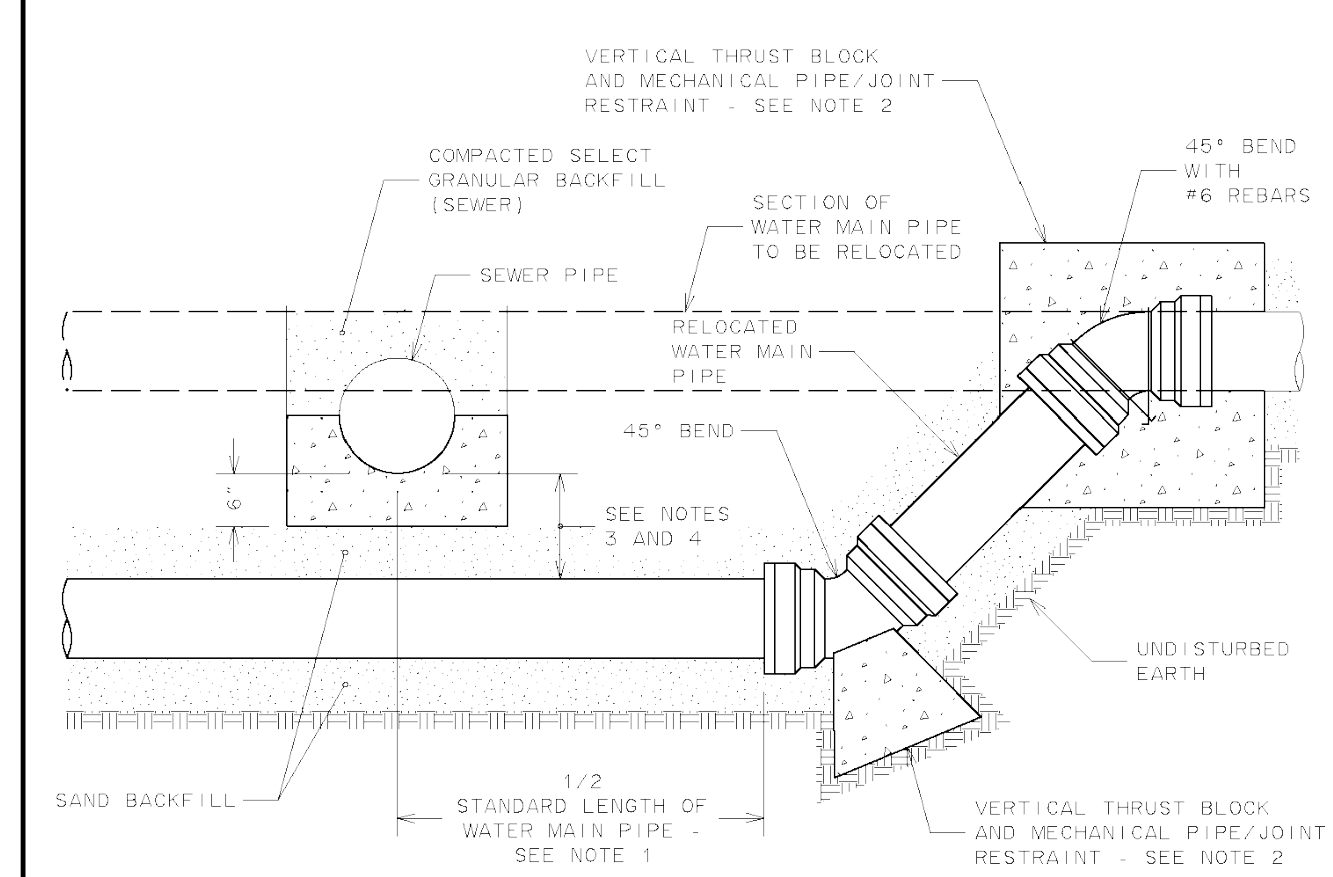 VERTICAL THRUST BLOCK
AND MECHANICAL PIPE/JOINT
RESTRAINT - SEE NOTE 2
45° BEND
WITH
#6 REBARS
COMPACTED SELECT
GRANULAR BACKFILL
(SEWER)
SECTION OF
WATER MAIN PIPE
TO BE RELOCATED
SEWER PIPE
RELOCATED
WATER MAIN
PIPE
45° BEND
6"
SEE NOTES
3 AND 4
UNDISTURBED
EARTH
SAND BACKFILL
1/2
STANDARD LENGTH OF
WATER MAIN PIPE -
SEE NOTE 1
VERTICAL THRUST BLOCK
AND MECHANICAL PIPE/JOINT
RESTRAINT - SEE NOTE 2